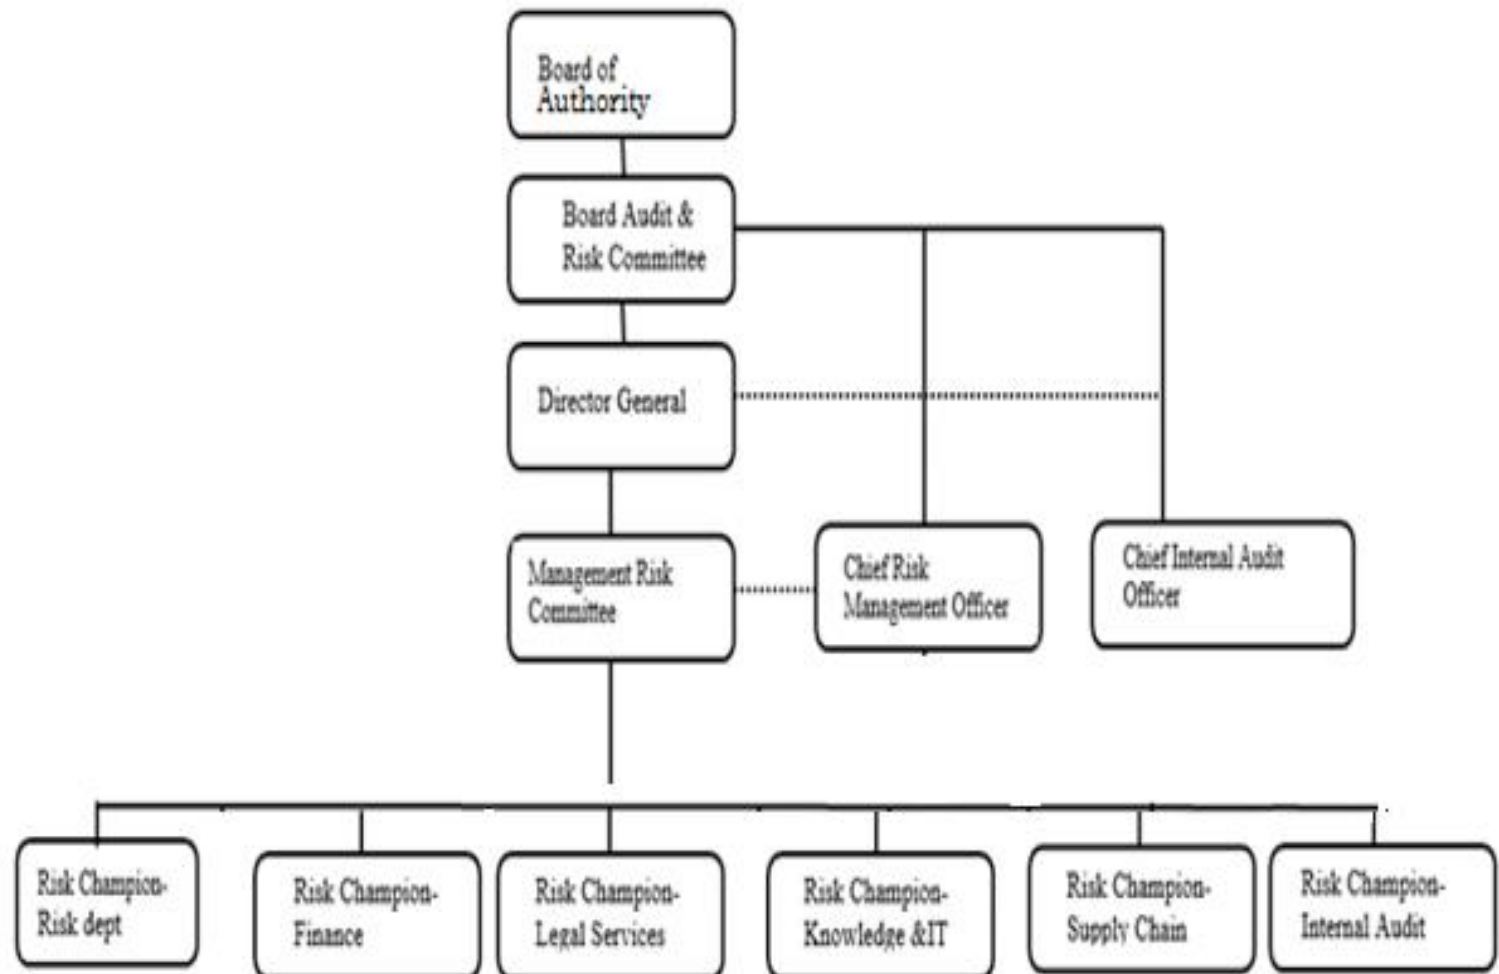 Board of
Authority
Board Audit &
Risk Committee
Director General
Management Risk
Committee
Chief Risk
Management Officer
Chief Internal Audit
Officer
Risk Champion-
Risk dept
Risk Champion-
Finance
Risk Champion-
Legal Services
Risk Champion-
Knowledge &IT
Risk Champion-
Supply Chain
Risk Champion-
Internal Audit